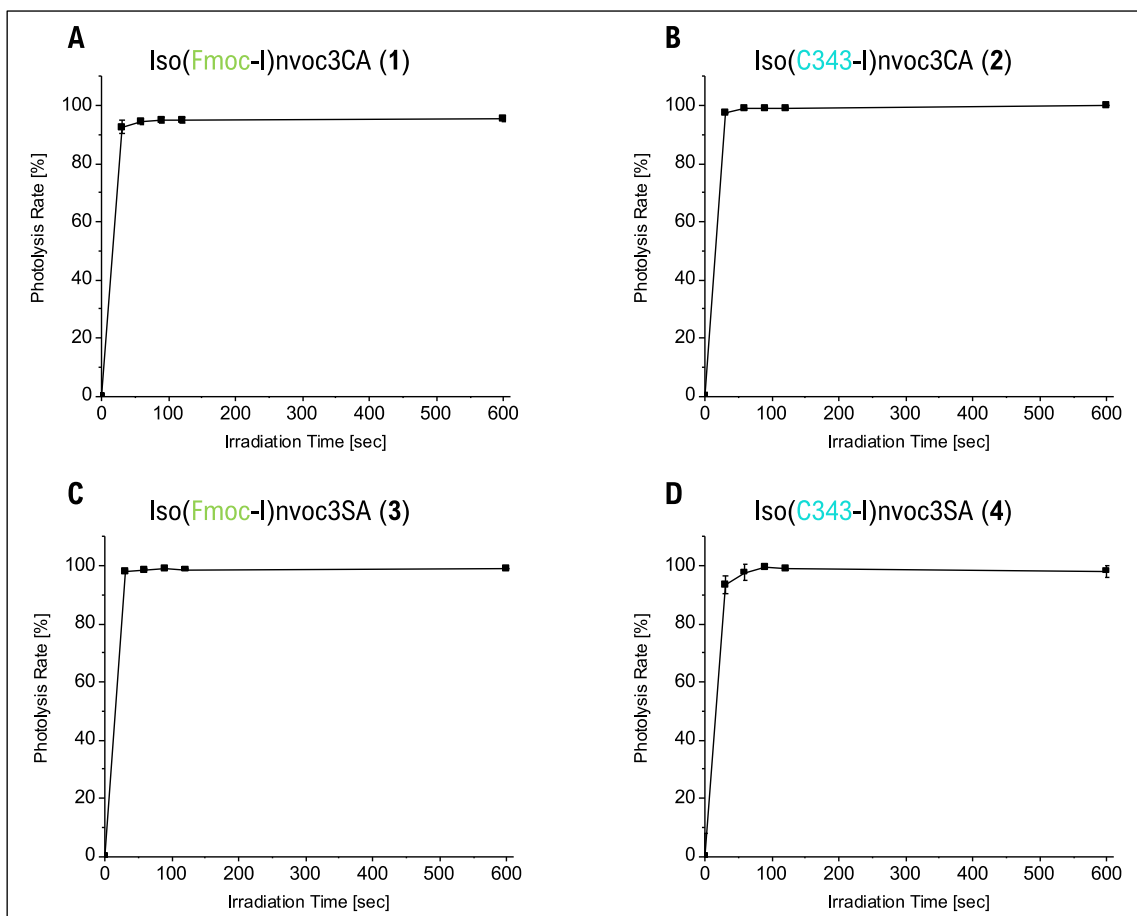 A
Iso(Fmoc-I)nvoc3CA (1)
Photolysis Rate [%]
100
80
60
40
20
0
0 100 200 300 400 500 600
Irradiation Time [sec]
B
Iso(C343-I)nvoc3CA (2)
Photolysis Rate [%]
100
80
60
40
20
0
0 100 200 300 400 500 600
Irradiation Time [sec]
C
Iso(Fmoc-I)nvoc3SA (3)
Photolysis Rate [%]
100
80
60
40
20
0
0 100 200 300 400 500 600
Irradiation Time [sec]
D
Iso(C343-I)nvoc3SA (4)
Photolysis Rate [%]
100
80
60
40
20
0
0 100 200 300 400 500 600
Irradiation Time [sec]